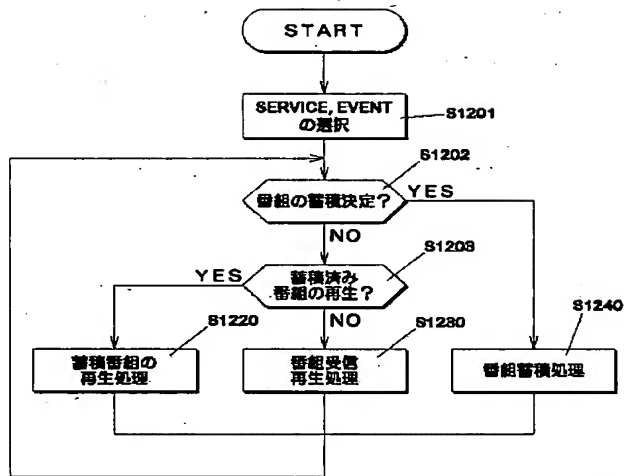 START
SERVICE, EVENT
の選択
S1201
S1202
番組の蓄積決定？
YES
NO
S1203
蓄積済み
番組の再生？
YES
NO
S1220
S1230
S1240
蓄積番組の
再生処理
番組受信
再生処理
番組蓄積処理